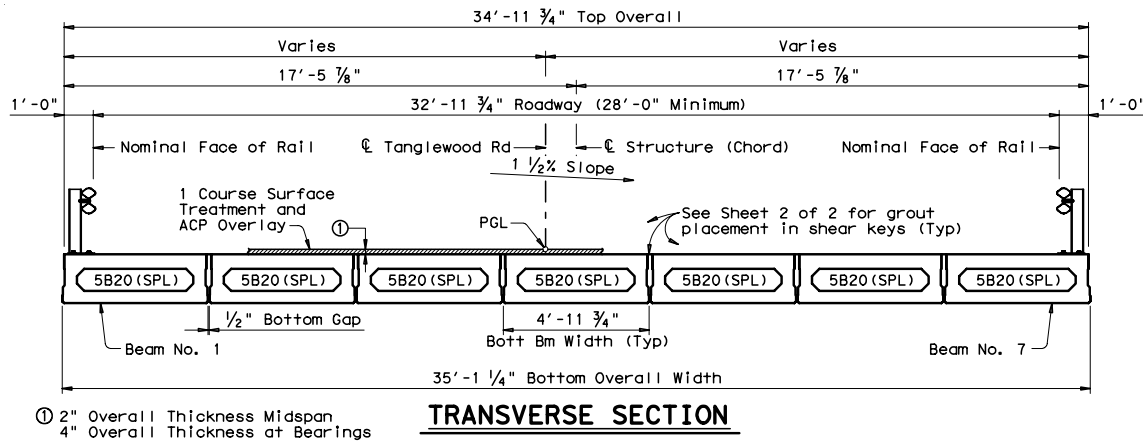 34'-11 ¾" Top Overall
Varies
Varies
17'-5 ⅞"
17'-5 ⅞"
1'-0"
32'-11 ¾" Roadway (28'-0" Minimum)
1'-0"
Nominal Face of Rail
℄ Tanglewood Rd
℄ Structure (Chord)
Nominal Face of Rail
1 ½% Slope
1 Course Surface
Treatment and
ACP Overlay
①
PGL
See Sheet 2 of 2 for grout
placement in shear keys (Typ)
5B20(SPL)
5B20(SPL)
5B20(SPL)
5B20(SPL)
5B20(SPL)
5B20(SPL)
5B20(SPL)
½" Bottom Gap
4'-11 ¾"
Bott Bm Width (Typ)
Beam No. 1
Beam No. 7
35'-1 ¼" Bottom Overall Width
① 2" Overall Thickness Midspan
4" Overall Thickness at Bearings
TRANSVERSE SECTION